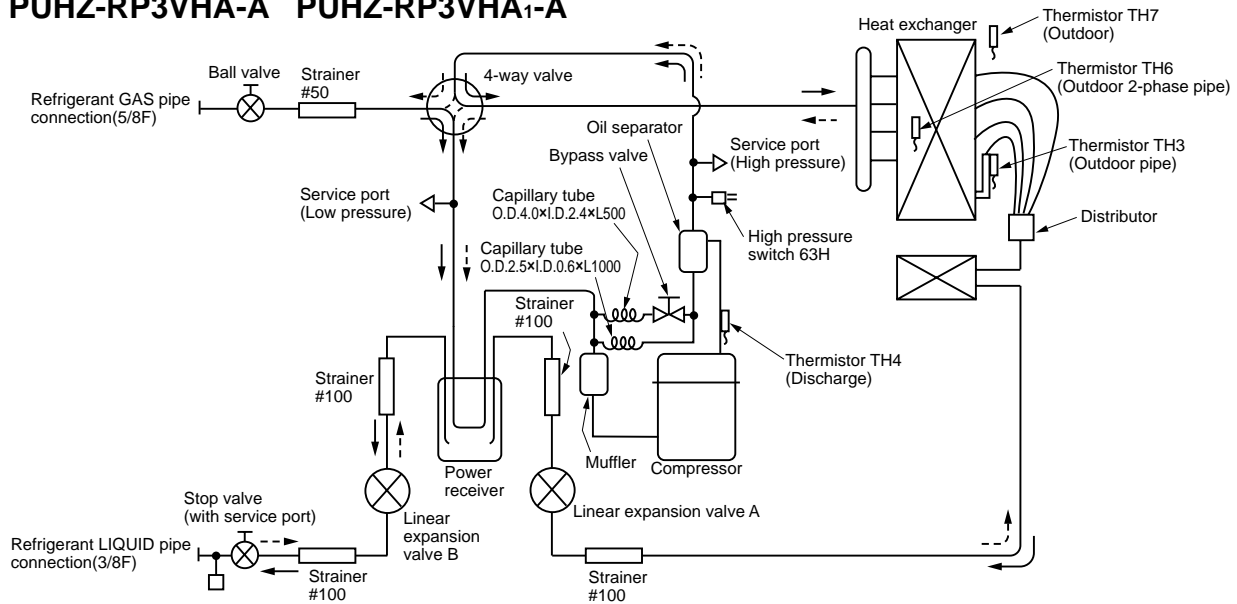 PUHZ-RP3VHA-A PUHZ-RP3VHA1-A
Heat exchanger
Thermistor TH7
(Outdoor)
Ball valve
Strainer
#50
4-way valve
Thermistor TH6
(Outdoor 2-phase pipe)
Refrigerant GAS pipe
connection(5/8F)
Oil separator
Bypass valve
Service port
(High pressure)
Thermistor TH3
(Outdoor pipe)
Service port
(Low pressure)
Capillary tube
O.D.4.0×I.D.2.4×L500
Distributor
High pressure
switch 63H
Capillary tube
O.D.2.5×I.D.0.6×L1000
Strainer
#100
Thermistor TH4
(Discharge)
Strainer
#100
Muffler
Compressor
Power
receiver
Stop valve
(with service port)
Linear
expansion
valve B
Linear expansion valve A
Refrigerant LIQUID pipe
connection(3/8F)
Strainer
#100
Strainer
#100